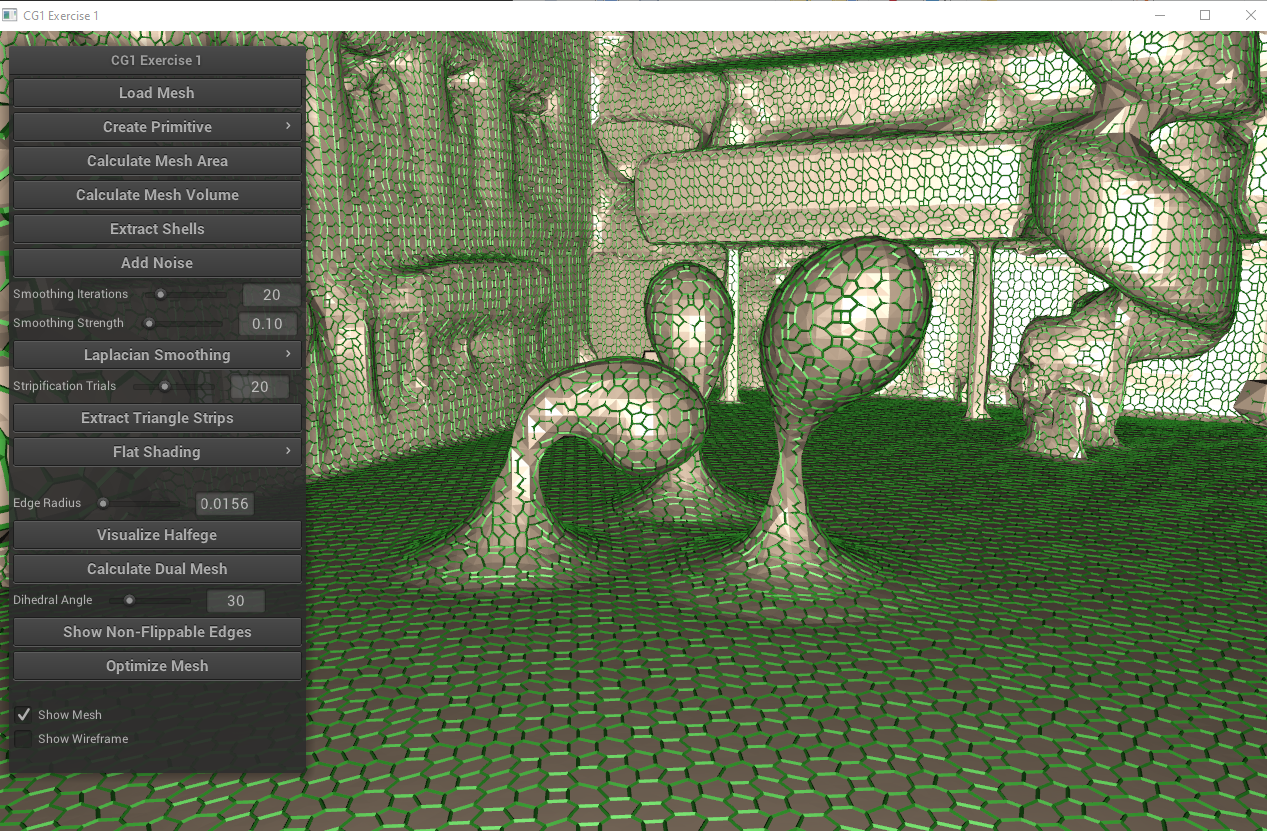 CG1 Exercise 1
CG1 Exercise 1
Load Mesh
Create Primitive
Calculate Mesh Area
Calculate Mesh Volume
Extract Shells
Add Noise
Smoothing Iterations 20
Smoothing Strength 0.10
Laplacian Smoothing
Stripification Trials 20
Extract Triangle Strips
Flat Shading
Edge Radius 0.0156
Visualize Halfege
Calculate Dual Mesh
Dihedral Angle 30
Show Non-Flippable Edges
Optimize Mesh
Show Mesh
Show Wireframe